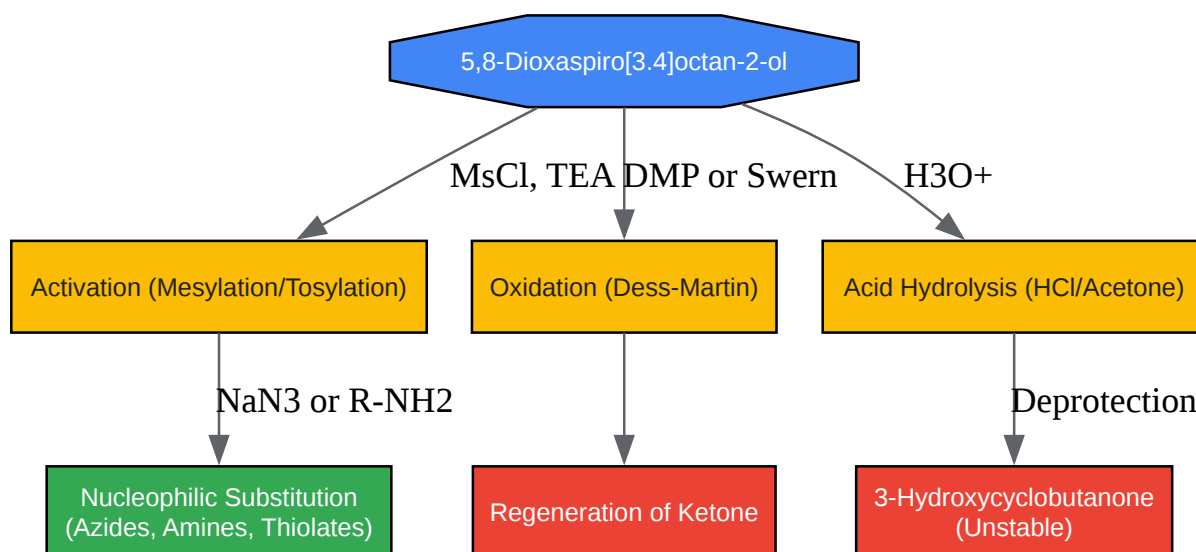 5,8-Dioxaspiro[3.4]octan-2-ol
MsCl, TEA
DMP or Swern
H3O+
Activation (Mesylation/Tosylation)
Oxidation (Dess-Martin)
Acid Hydrolysis (HCl/Acetone)
NaN3 or R-NH2
Deprotection
Nucleophilic Substitution
(Azides, Amines, Thiolates)
Regeneration of Ketone
3-Hydroxycyclobutanone
(Unstable)